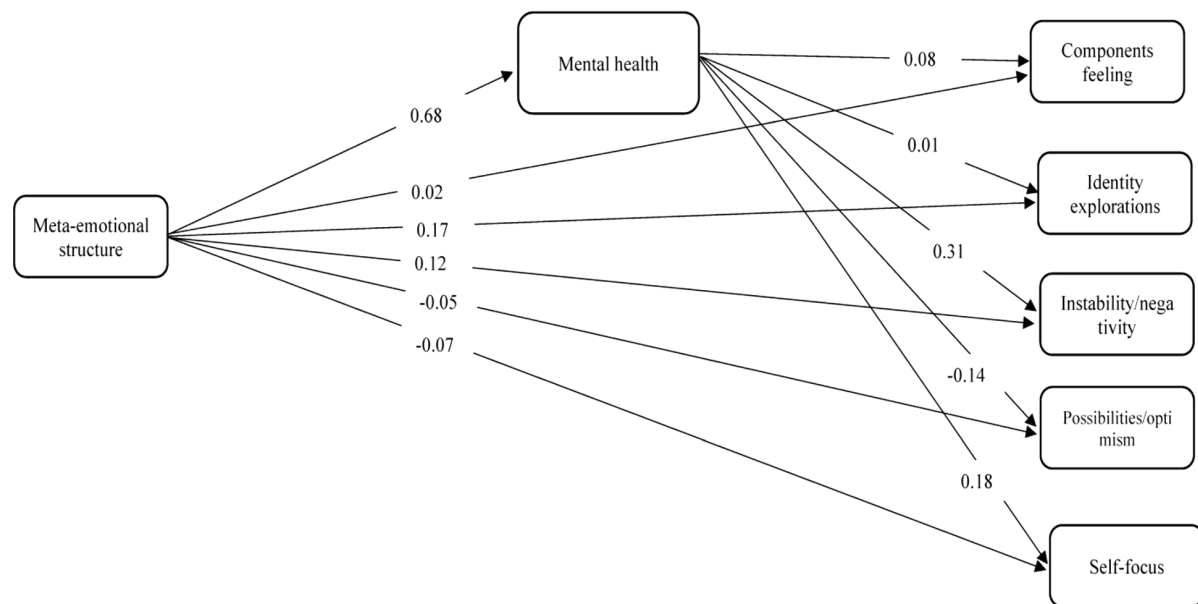 Mental health
Components
feeling
0.08
0.68
0.01
Identity
explorations
0.02
Meta-emotional
structure
0.17
0.31
0.12
Instability/nega
tivity
-0.05
-0.07
-0.14
Possibilities/opti
mism
0.18
Self-focus